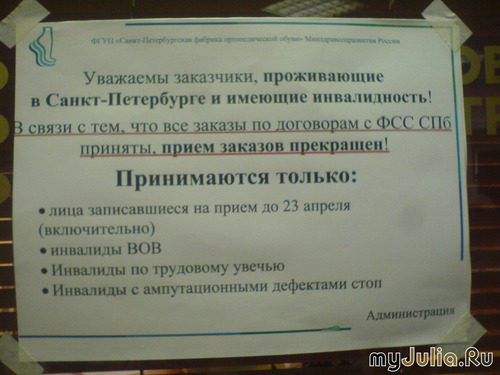 ФГУП «Санкт-Петербургская фабрика ортопедической обуви» Минздравсоцразвития России
Уважаемы заказчики, проживающие
в Санкт-Петербурге и имеющие инвалидность!
В связи с тем, что все заказы по договорам с ФСС СПб
приняты, прием заказов прекращен!
Принимаются только:
• лица записавшиеся на прием до 23 апреля
(включительно)
• инвалиды ВОВ
• Инвалиды по трудовому увечью
• Инвалиды с ампутационными дефектами стоп
Администрация
myJulia.Ru